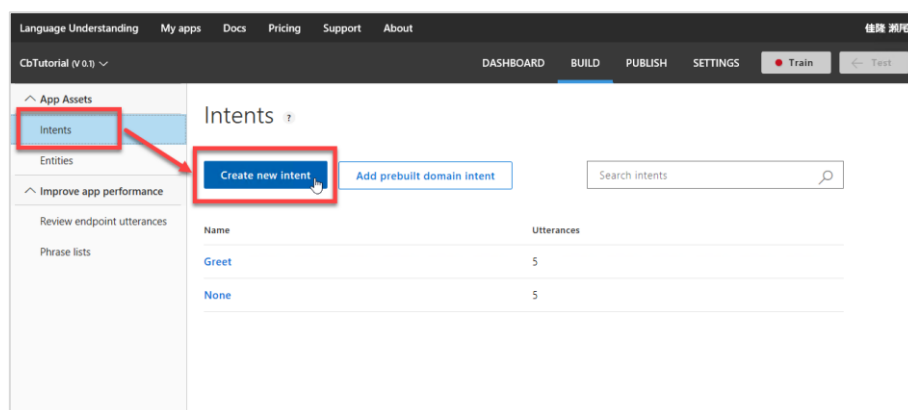 Language Understanding My apps Docs Pricing Support About 佳隆 瀬尾
CbTutorial (V 0.1) DASHBOARD BUILD PUBLISH SETTINGS Train Test
App Assets
Intents
Entities
Improve app performance
Review endpoint utterances
Phrase lists
Intents ?
Create new intent Add prebuilt domain intent Search intents
Name Utterances
Greet 5
None 5